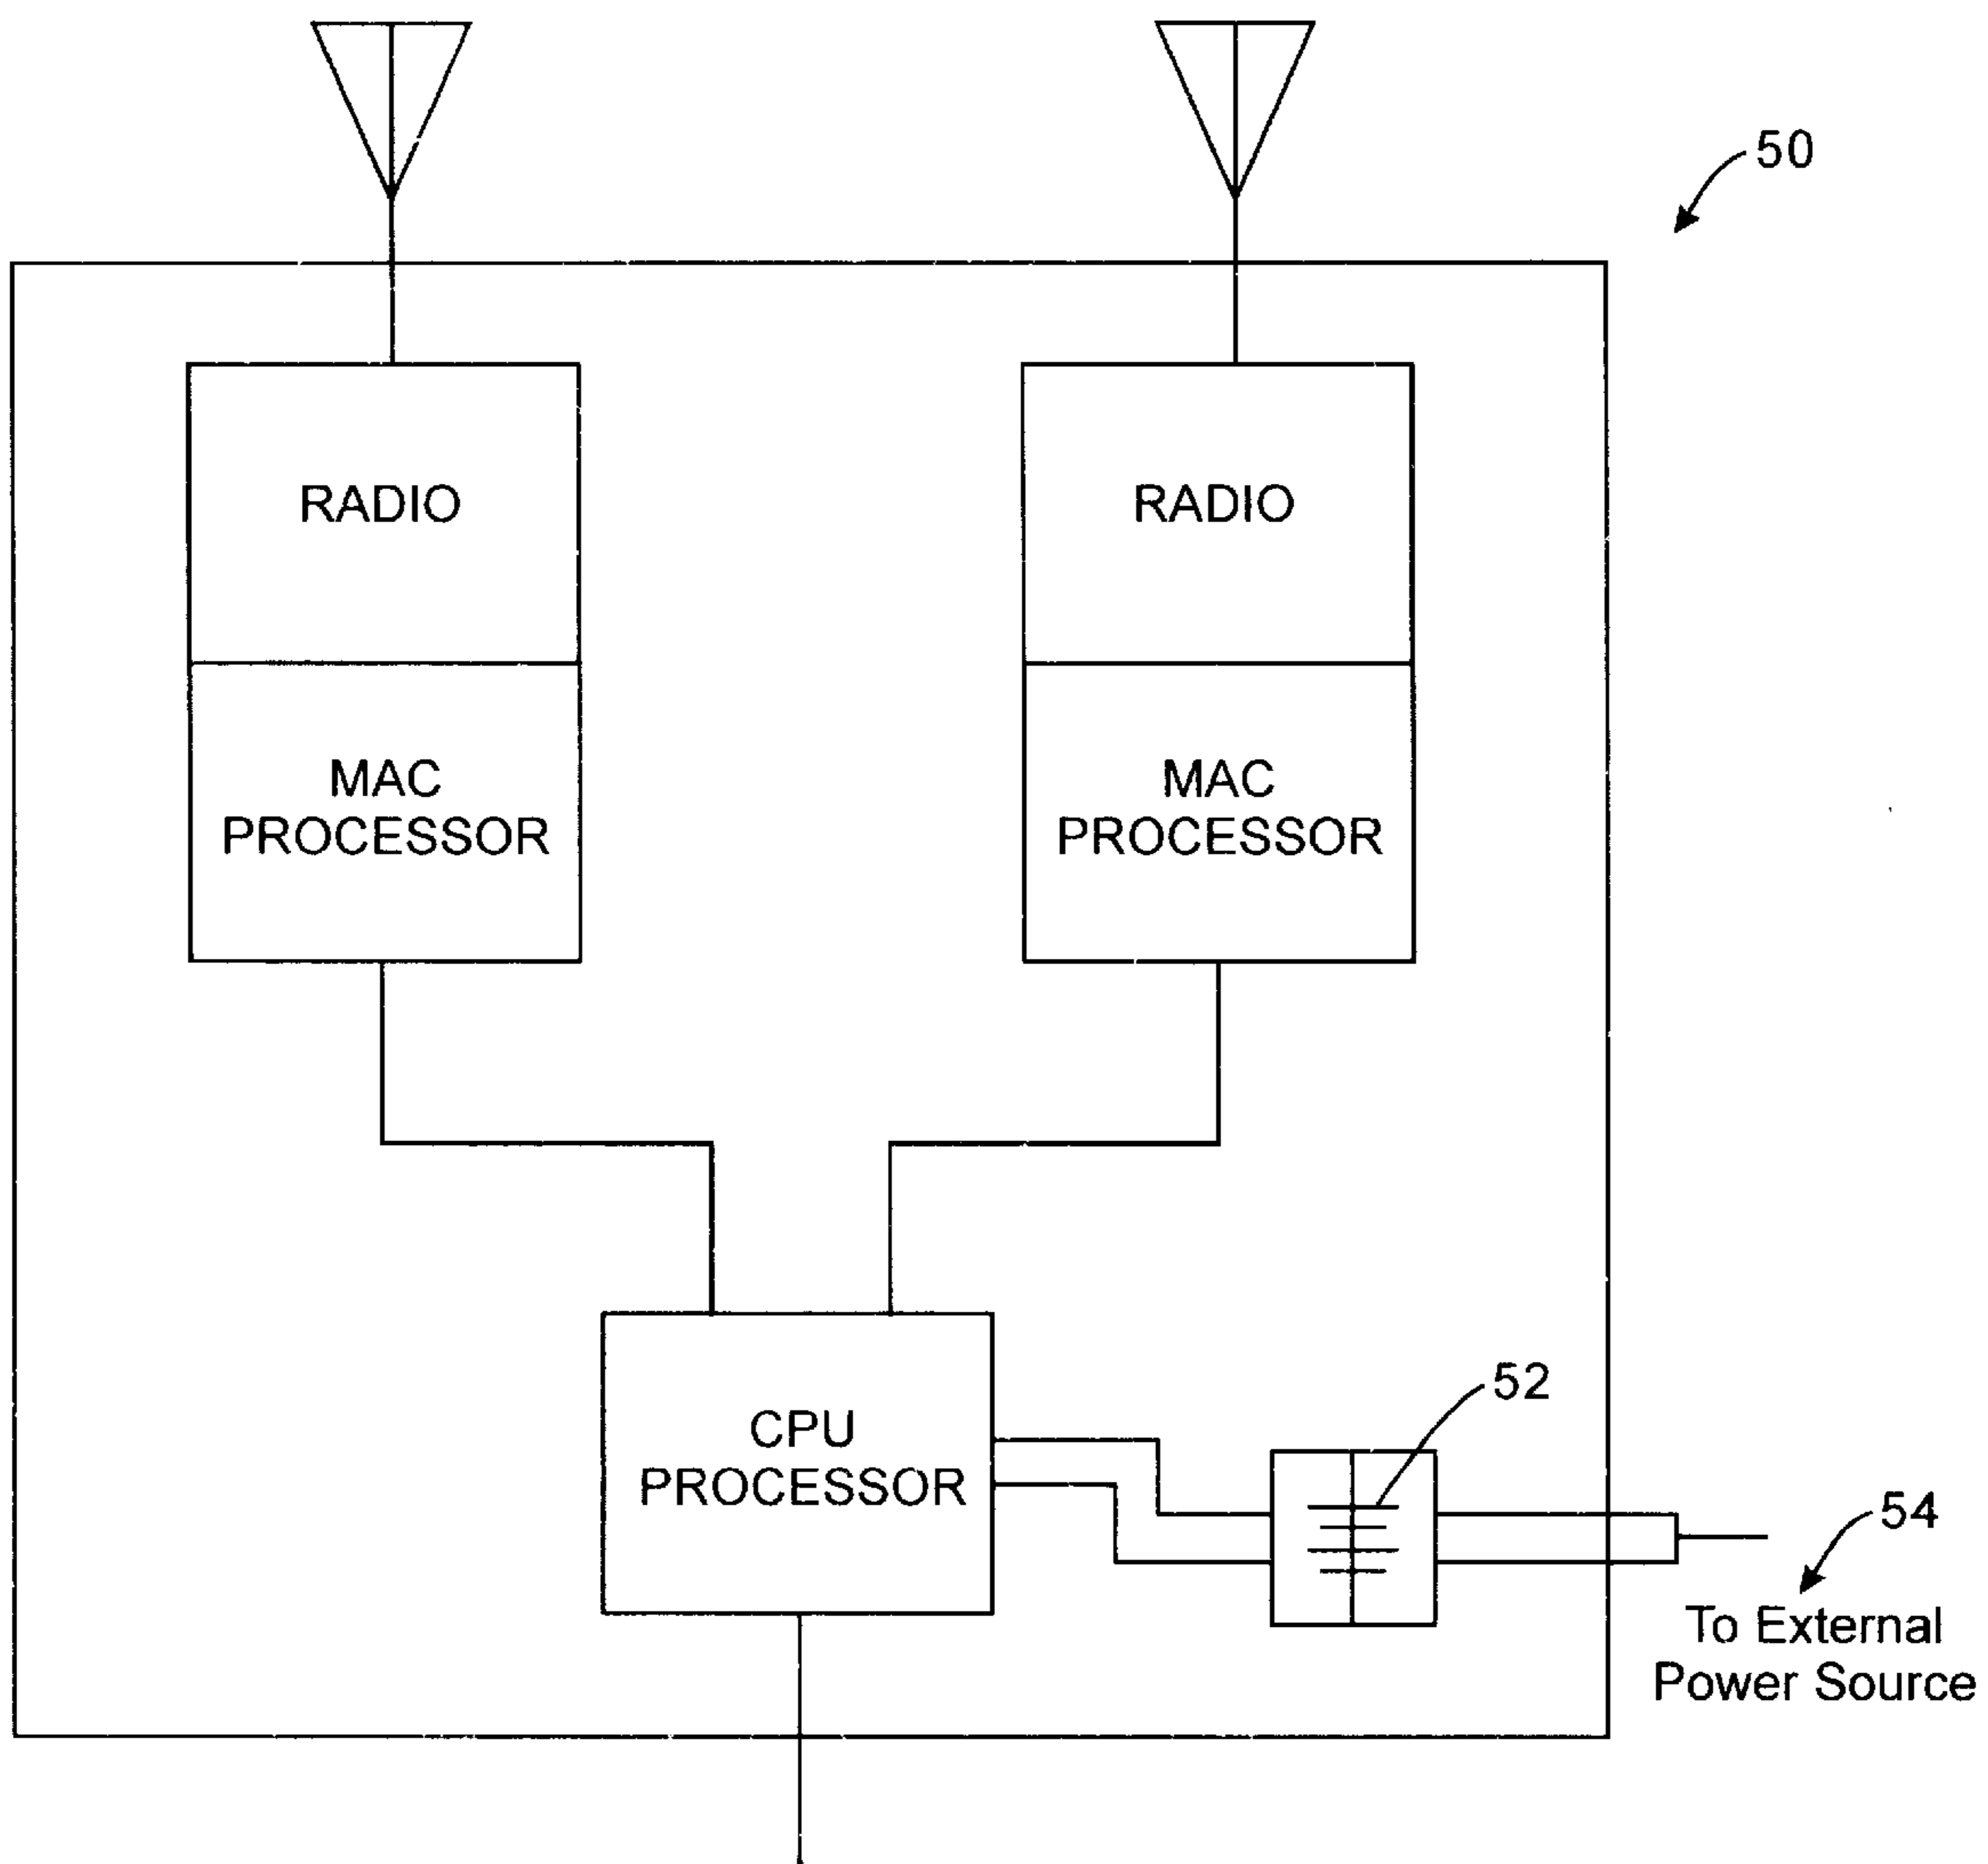 50
RADIO
RADIO
MAC
PROCESSOR
MAC
PROCESSOR
CPU
PROCESSOR
52
54
To External
Power Source